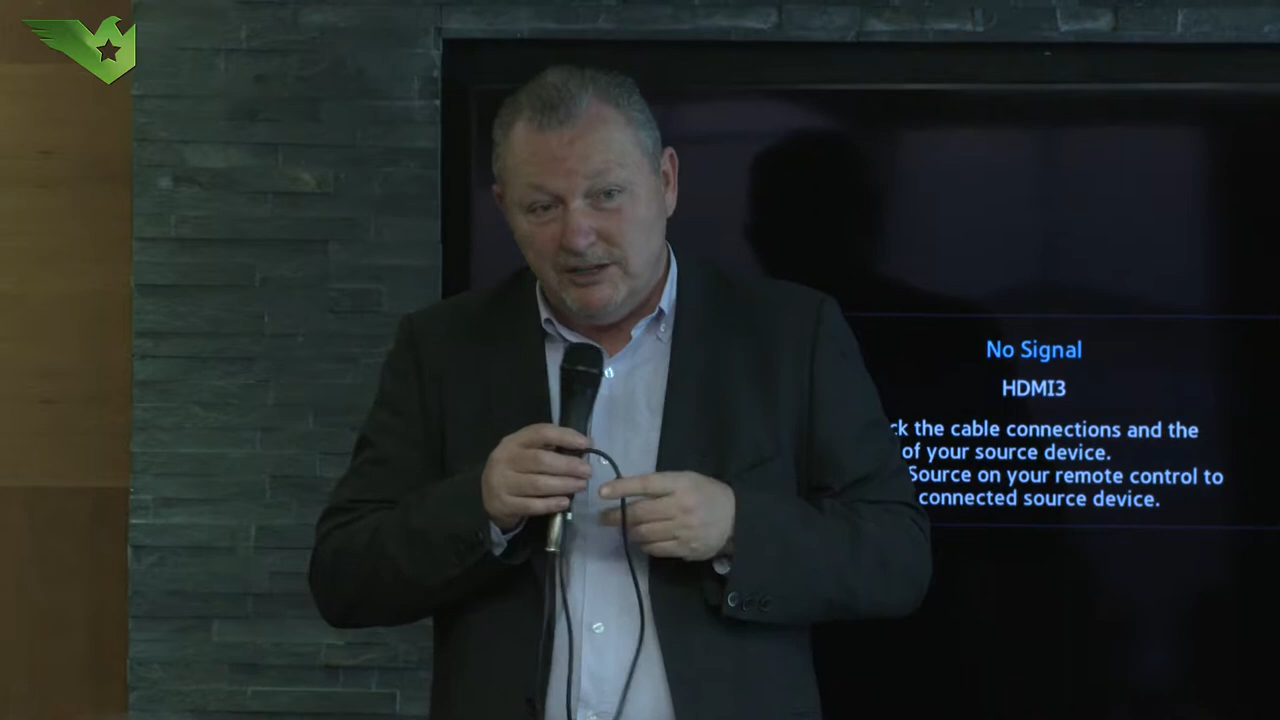 No Signal
HDMI3
ck the cable connections and the
of your source device.
Source on your remote control to
connected source device.